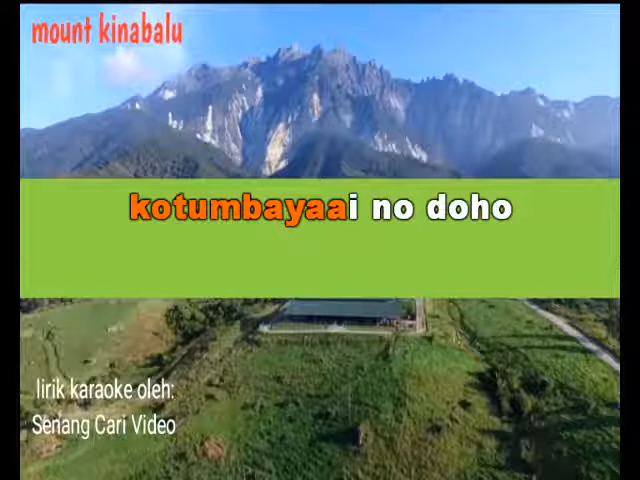 mount kinabalu
kotumbayaai no doho
lirik karaoke oleh:
Senang Cari Video